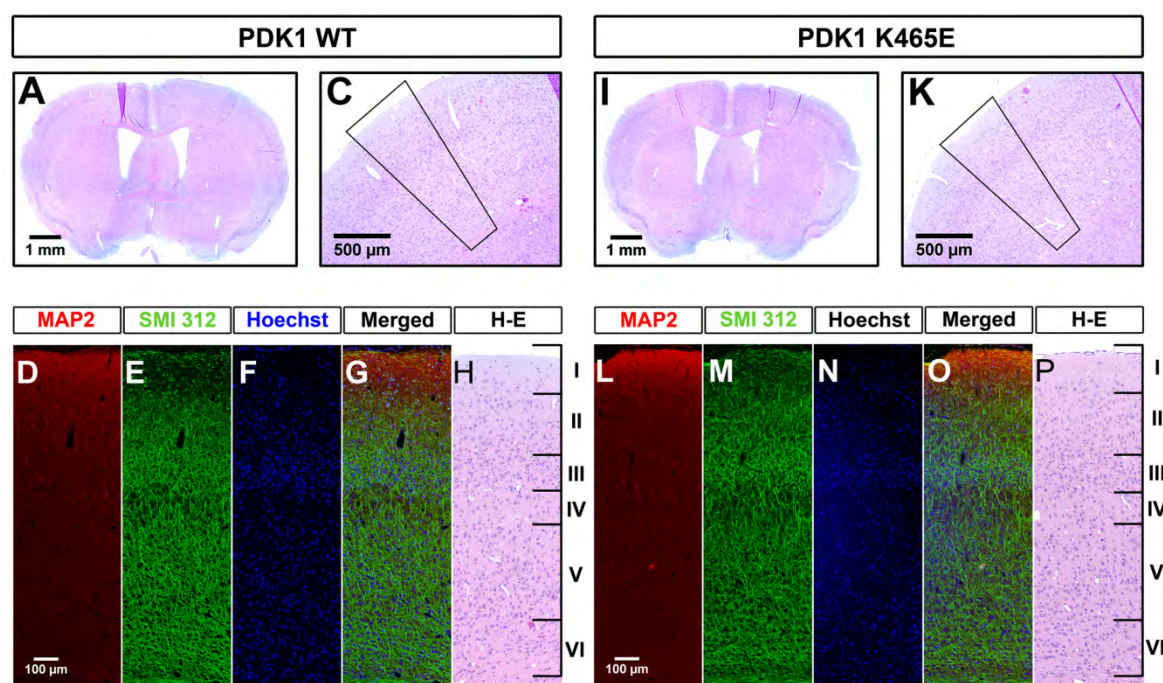 PDK1 WT
PDK1 K465E
A
1 mm
C
500 µm
I
1 mm
K
500 µm
MAP2
SMI 312
Hoechst
Merged
H-E
MAP2
SMI 312
Hoechst
Merged
H-E
D
E
F
G
H
I
II
III
IV
V
VI
100 µm
L
M
N
O
P
I
II
III
IV
V
VI
100 µm